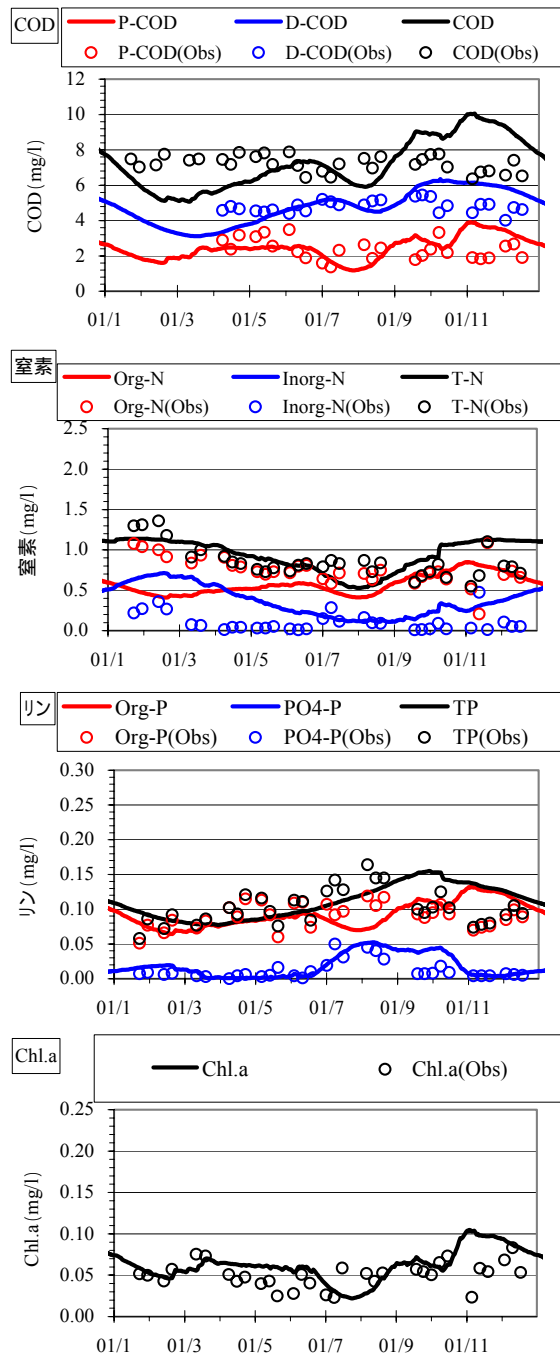 COD
P-COD D-COD COD
P-COD(Obs) D-COD(Obs) COD(Obs)
COD (mg/l)
12
10
8
6
4
2
0
01/1 01/3 01/5 01/7 01/9 01/11
窒素
Org-N Inorg-N T-N
Org-N(Obs) Inorg-N(Obs) T-N(Obs)
窒素 (mg/l)
2.5
2.0
1.5
1.0
0.5
0.0
01/1 01/3 01/5 01/7 01/9 01/11
リン
Org-P PO4-P TP
Org-P(Obs) PO4-P(Obs) TP(Obs)
リン (mg/l)
0.30
0.25
0.20
0.15
0.10
0.05
0.00
01/1 01/3 01/5 01/7 01/9 01/11
Chl.a
Chl.a Chl.a(Obs)
Chl.a (mg/l)
0.25
0.20
0.15
0.10
0.05
0.00
01/1 01/3 01/5 01/7 01/9 01/11